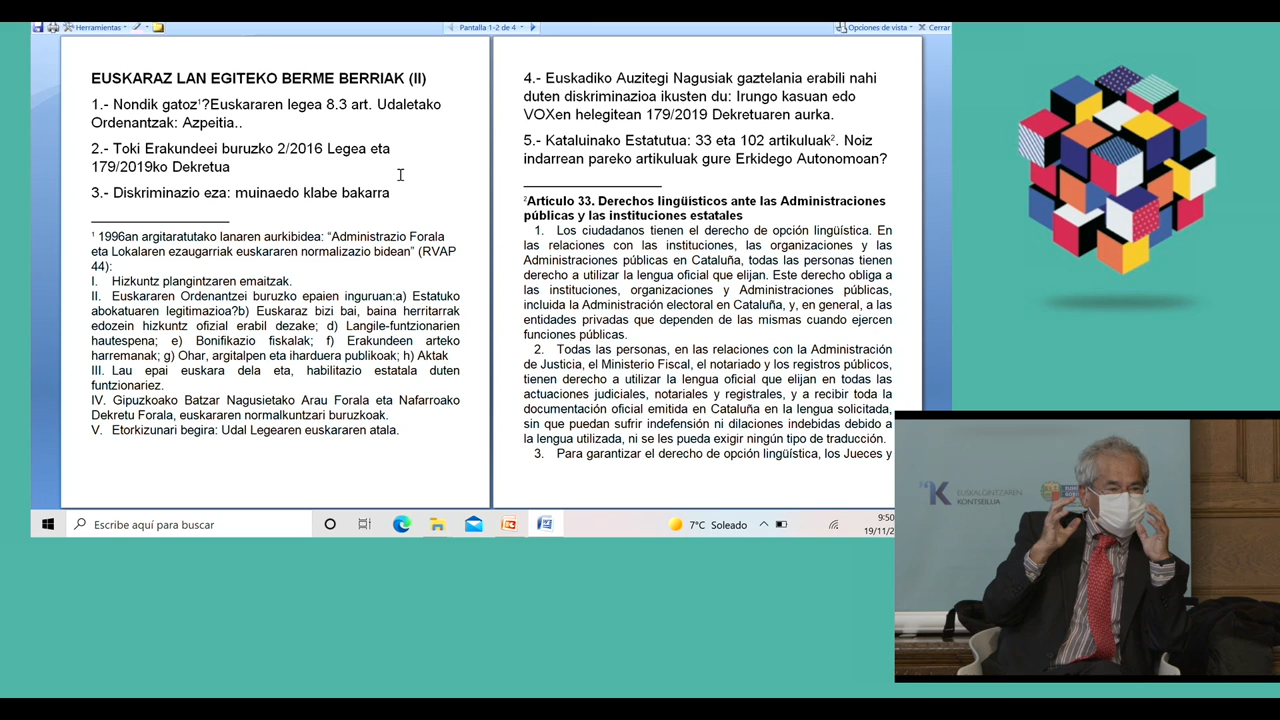 Herramientas
Pantalla 1-2 de 4
Opciones de vista
Cerrar
EUSKARAZ LAN EGITEKO BERME BERRIAK (II)
1.- Nondik gatoz¹?Euskararen legea 8.3 art. Udaletako
Ordenantzak: Azpeitia..
2.- Toki Erakundeei buruzko 2/2016 Legea eta
179/2019ko Dekretua
3.- Diskriminazio eza: muinaedo klabe bakarra
¹ 1996an argitaratutako lanaren aurkibidea: “Administrazio Forala
eta Lokalaren ezaugarriak euskararen normalizazio bidean” (RVAP
44):
I. Hizkuntz plangintzaren emaitzak.
II. Euskararen Ordenantzei buruzko epaien inguruan:a) Estatuko
abokatuaren legitimazioa?b) Euskaraz bizi bai, baina herritarrak
edozein hizkuntz ofizial erabil dezake; d) Langile-funtzionarien
hautespena; e) Bonifikazio fiskalak; f) Erakundeen arteko
harremanak; g) Ohar, argitalpen eta iharduera publikoak; h) Aktak
III. Lau epai euskara dela eta, habilitazio estatala duten
funtzionariez.
IV. Gipuzkoako Batzar Nagusietako Arau Forala eta Nafarroako
Dekretu Forala, euskararen normalkuntzari buruzkoak.
V. Etorkizunari begira: Udal Legearen euskararen atala.
4.- Euskadiko Auzitegi Nagusiak gaztelania erabili nahi
duten diskriminazioa ikusten du: Irungo kasuan edo
VOXen helegitean 179/2019 Dekretuaren aurka.
5.- Kataluinako Estatutua: 33 eta 102 artikuluak². Noiz
indarrean pareko artikuluak gure Erkidego Autonomoan?
²Artículo 33. Derechos lingüísticos ante las Administraciones
públicas y las instituciones estatales
1. Los ciudadanos tienen el derecho de opción lingüística. En
las relaciones con las instituciones, las organizaciones y las
Administraciones públicas en Cataluña, todas las personas tienen
derecho a utilizar la lengua oficial que elijan. Este derecho obliga a
las instituciones, organizaciones y Administraciones públicas,
incluida la Administración electoral en Cataluña, y, en general, a las
entidades privadas que dependen de las mismas cuando ejercen
funciones públicas.
2. Todas las personas, en las relaciones con la Administración
de Justicia, el Ministerio Fiscal, el notariado y los registros públicos,
tienen derecho a utilizar la lengua oficial que elijan en todas las
actuaciones judiciales, notariales y registrales, y a recibir toda la
documentación oficial emitida en Cataluña en la lengua solicitada,
sin que puedan sufrir indefensión ni dilaciones indebidas debido a
la lengua utilizada, ni se les pueda exigir ningún tipo de traducción.
3. Para garantizar el derecho de opción lingüística, los Jueces y
Escribe aquí para buscar
7°C Soleado
9:50
19/11/2
EUSKALGINTZAREN
KONTSEILUA